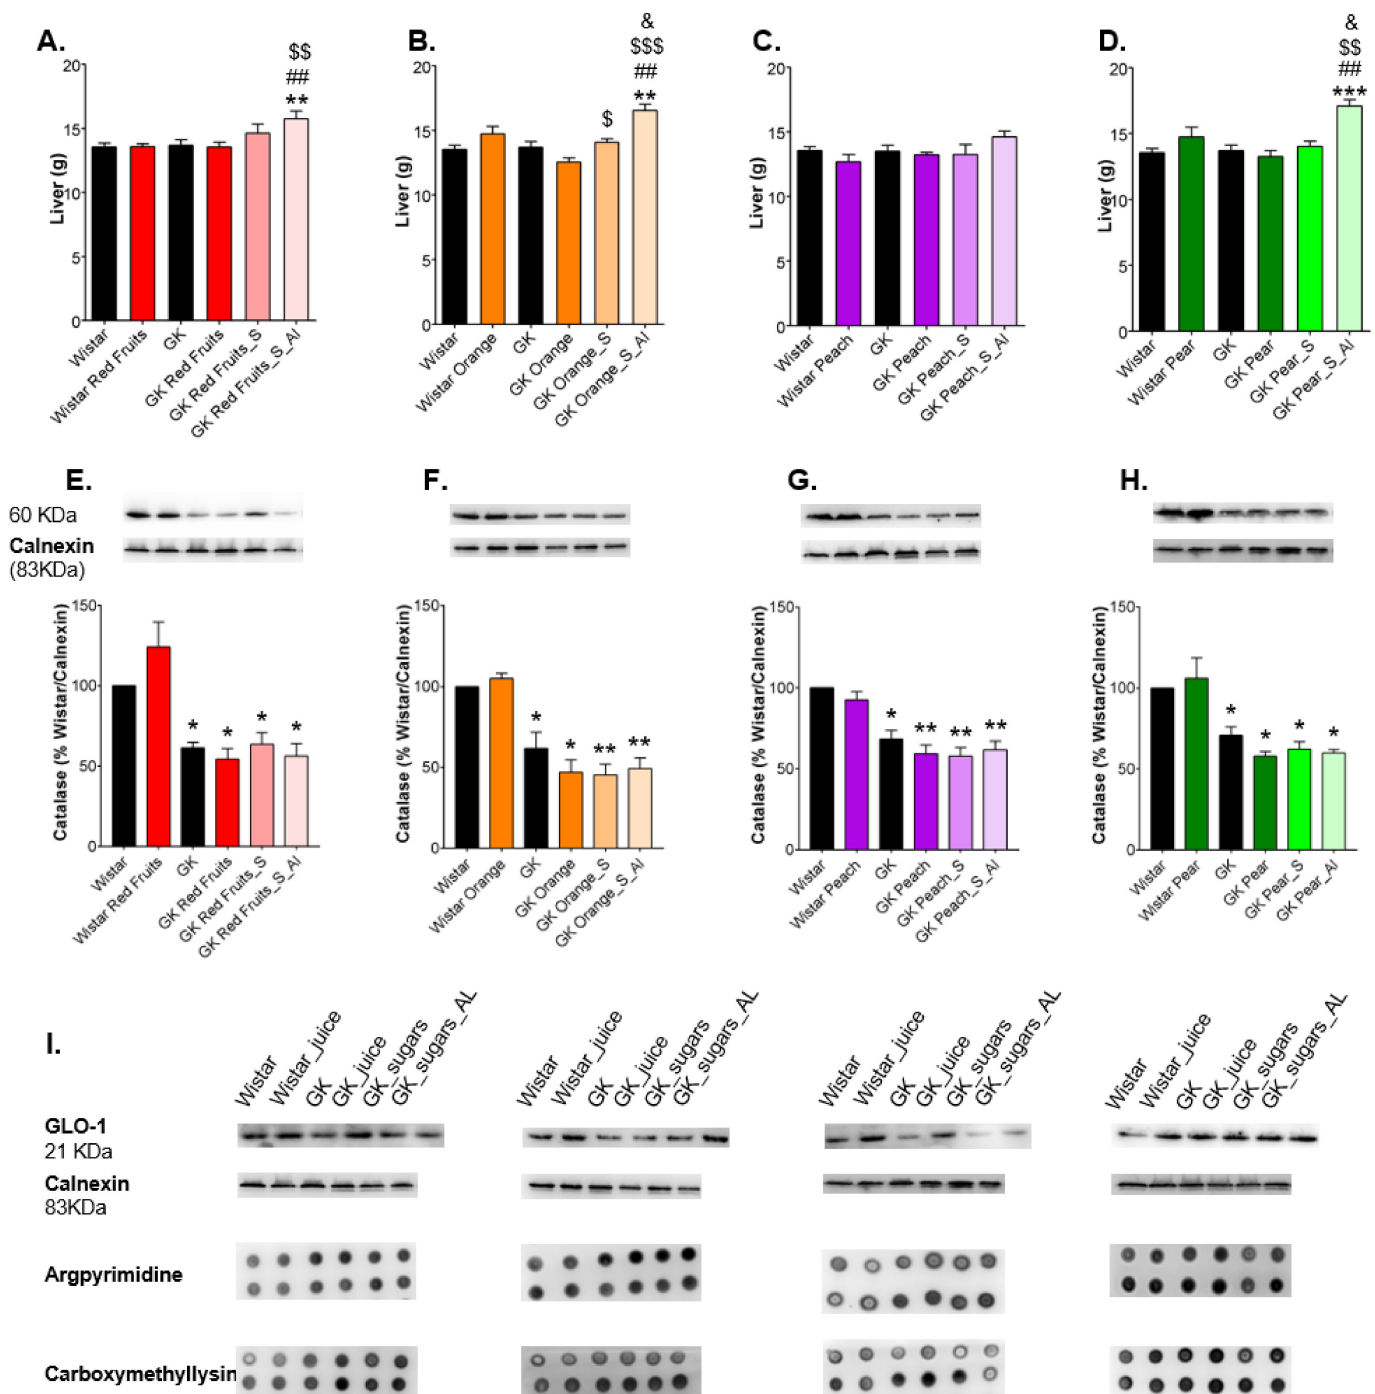 A.
$$
##
**
20
15
10
5
0
Liver (g)
Wistar
Wistar Red Fruits
GK
GK Red Fruits
GK Red Fruits_S
GK Red Fruits_S_Al
B.
&
$$$
##
**
$
20
15
10
5
0
Liver (g)
Wistar
Wistar Orange
GK
GK Orange
GK Orange_S
GK Orange_S_Al
C.
20
15
10
5
0
Liver (g)
Wistar
Wistar Peach
GK
GK Peach
GK Peach_S
GK Peach_S_Al
D.
&
$$
##
***
20
15
10
5
0
Liver (g)
Wistar
Wistar Pear
GK
GK Pear
GK Pear_S
GK Pear_S_Al
E.
60 KDa
Calnexin
(83KDa)
150
100
50
0
Catalase (% Wistar/Calnexin)
* * * *
Wistar
Wistar Red Fruits
GK
GK Red Fruits
GK Red Fruits_S
GK Red Fruits_S_Al
F.
150
100
50
0
Catalase (% Wistar/Calnexin)
* * ** **
Wistar
Wistar Orange
GK
GK Orange
GK Orange_S
GK Orange_S_Al
G.
150
100
50
0
Catalase (% Wistar/Calnexin)
* ** ** **
Wistar
Wistar Peach
GK
GK Peach
GK Peach_S
GK Peach_S_Al
H.
150
100
50
0
Catalase (% Wistar/Calnexin)
* * * *
Wistar
Wistar Pear
GK
GK Pear
GK Pear_S
GK Pear_Al
I.
Wistar
Wistar_juice
GK
GK_juice
GK_sugars
GK_sugars_AL
Wistar
Wistar_juice
GK
GK_juice
GK_sugars
GK_sugars_AL
Wistar
Wistar_juice
GK
GK_juice
GK_sugars
GK_sugars_AL
Wistar
Wistar_juice
GK
GK_juice
GK_sugars
GK_sugars_AL
GLO-1
21 KDa
Calnexin
83KDa
Argpyrimidine
Carboxymethyllysin